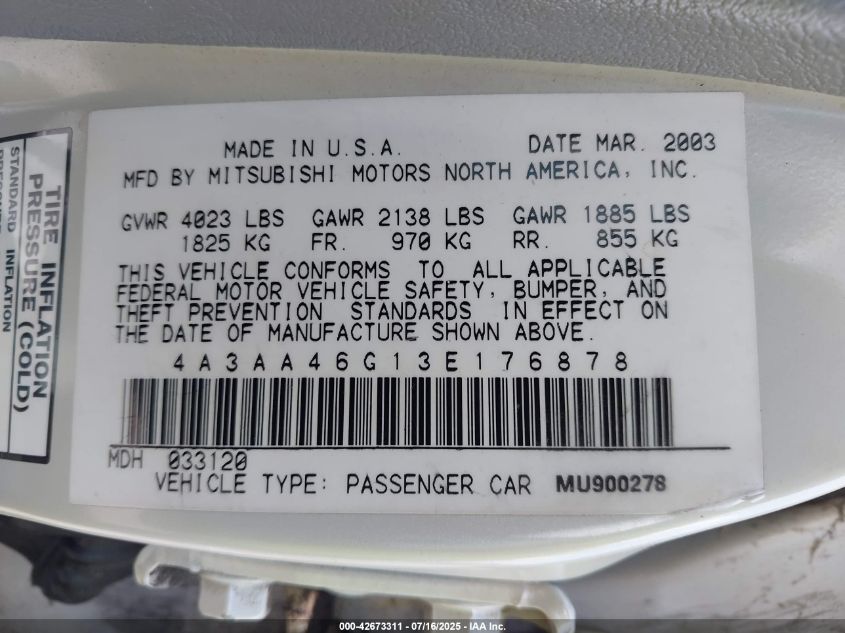 MADE IN U.S.A. DATE MAR. 2003
MFD BY MITSUBISHI MOTORS NORTH AMERICA, INC.
GVWR 4023 LBS GAWR 2138 LBS GAWR 1885 LBS
1825 KG FR. 970 KG RR. 855 KG
THIS VEHICLE CONFORMS TO ALL APPLICABLE
FEDERAL MOTOR VEHICLE SAFETY, BUMPER, AND
THEFT PREVENTION STANDARDS IN EFFECT ON
THE DATE OF MANUFACTURE SHOWN ABOVE.
4A3AA46G13E176878
MDH 033120
VEHICLE TYPE: PASSENGER CAR MU900278
TIRE INFLATION
PRESSURE (COLD)
STANDARD INFLATION
000-42673311 - 07/16/2025 - IAA Inc.